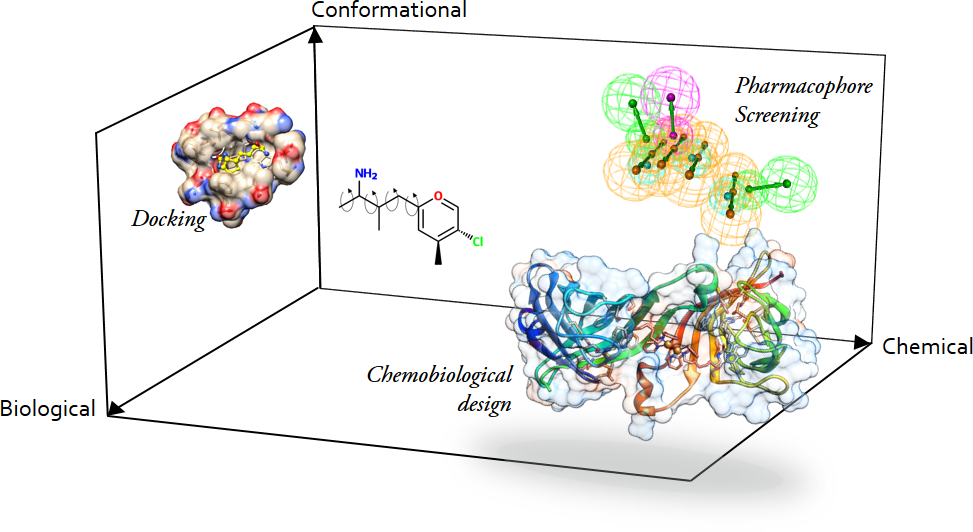 Conformational
Pharmacophore
Screening
NH2
O
Cl
Docking
Chemical
Chemobiological
design
Biological